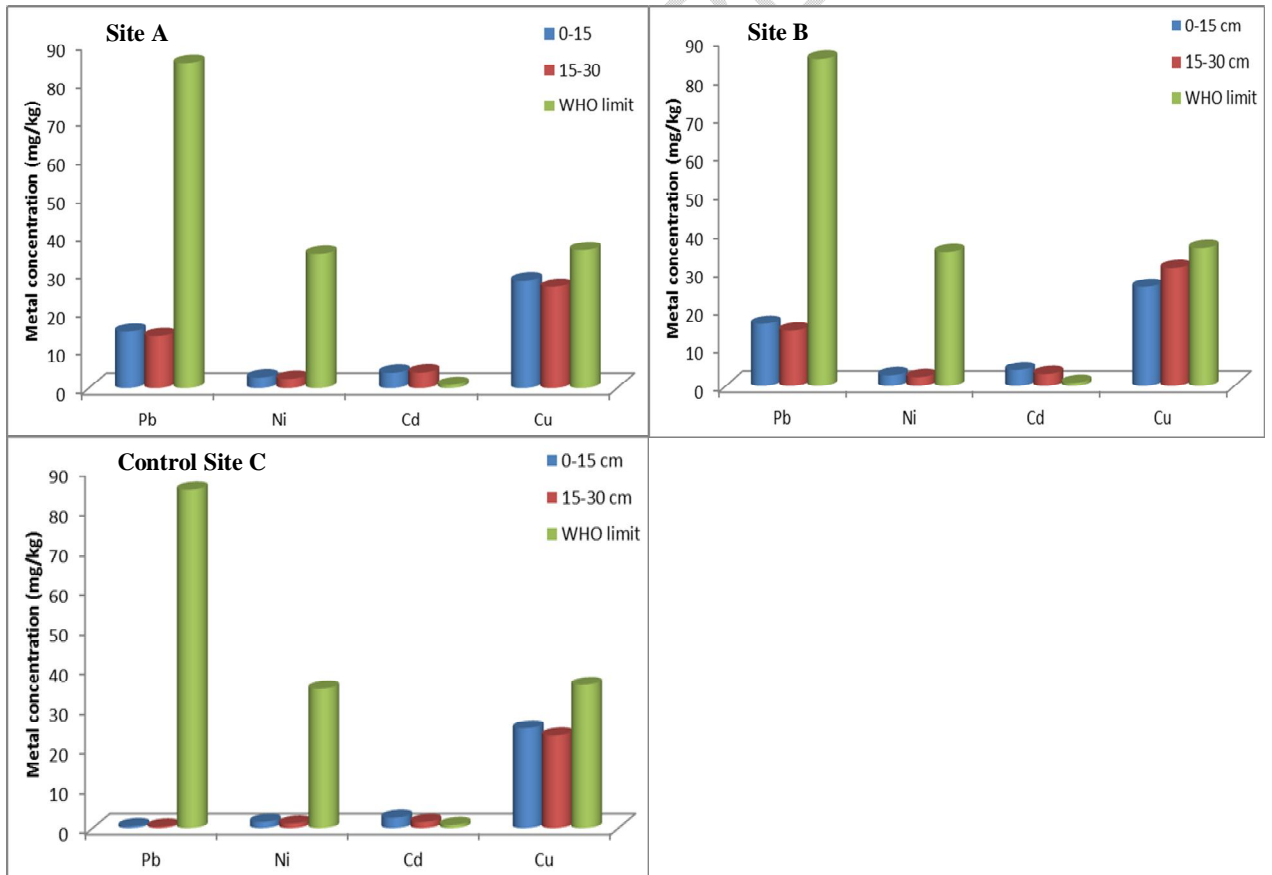 Site A
0-15
15-30
WHO limit
Metal concentration (mg/kg)
90
80
70
60
50
40
30
20
10
0
Pb Ni Cd Cu
Site B
0-15 cm
15-30 cm
WHO limit
Metal concentration (mg/kg)
90
80
70
60
50
40
30
20
10
0
Pb Ni Cd Cu
Control Site C
0-15 cm
15-30 cm
WHO limit
Metal concentration (mg/kg)
90
80
70
60
50
40
30
20
10
0
Pb Ni Cd Cu